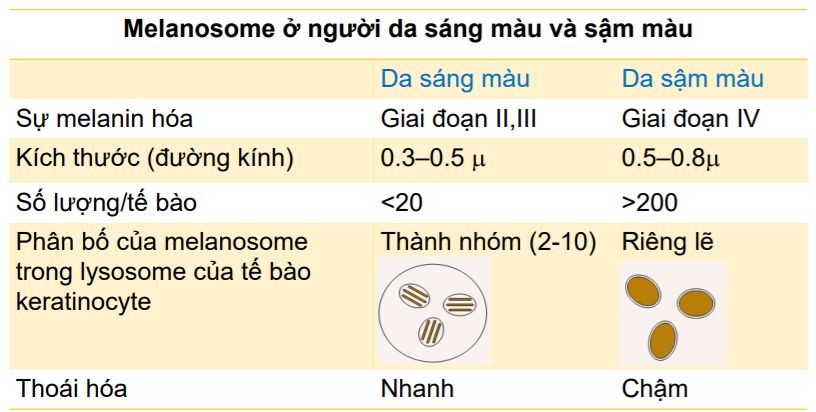 Melanosome ở người da sáng màu và sậm màu
Da sáng màu Da sậm màu
Sự melanin hóa Giai đoạn II,III Giai đoạn IV
Kích thước (đường kính) 0.3–0.5 μ 0.5–0.8μ
Số lượng/tế bào <20 >200
Phân bố của melanosome Thành nhóm (2-10) Riêng lẽ
trong lysosome của tế bào
keratinocyte
Thoái hóa Nhanh Chậm